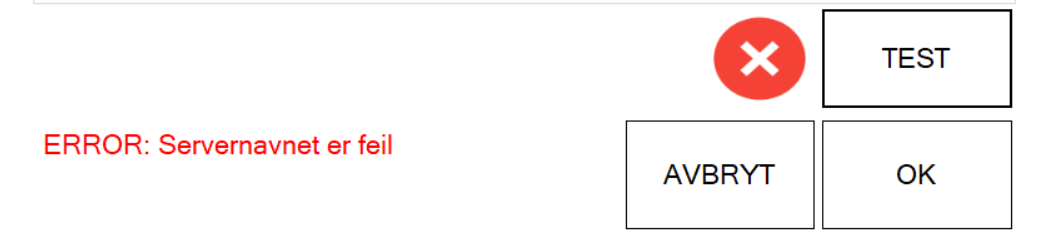 TEST
ERROR: Servernavnet er feil
AVBRYT
OK